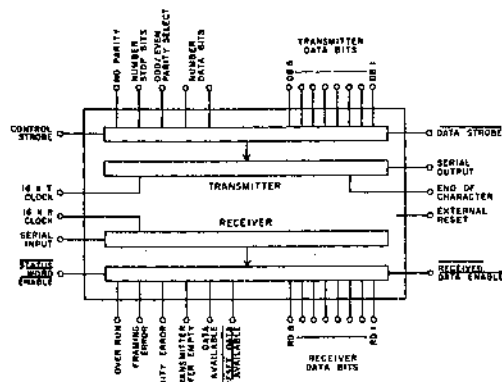 NO PARITY
NUMBER
STOP BITS
ODD/EVEN
PARITY SELECT
NUMBER
DATA BITS
TRANSMITTER
DATA BITS
DB 8
DB 1
CONTROL
STROBE
DATA STROBE
SERIAL
OUTPUT
TRANSMITTER
16 X T
CLOCK
END OF
CHARACTER
16 X R
CLOCK
RECEIVER
EXTERNAL
RESET
SERIAL
INPUT
STATUS
WORD
ENABLE
RECEIVED
DATA ENABLE
OVER RUN
FRAMING
ERROR
ITY ERROR
TRANSMITTER
FER EMPTY
DATA
AVAILABLE
DATA
AVAILABLE
RD 8
RD 1
RECEIVER
DATA BITS